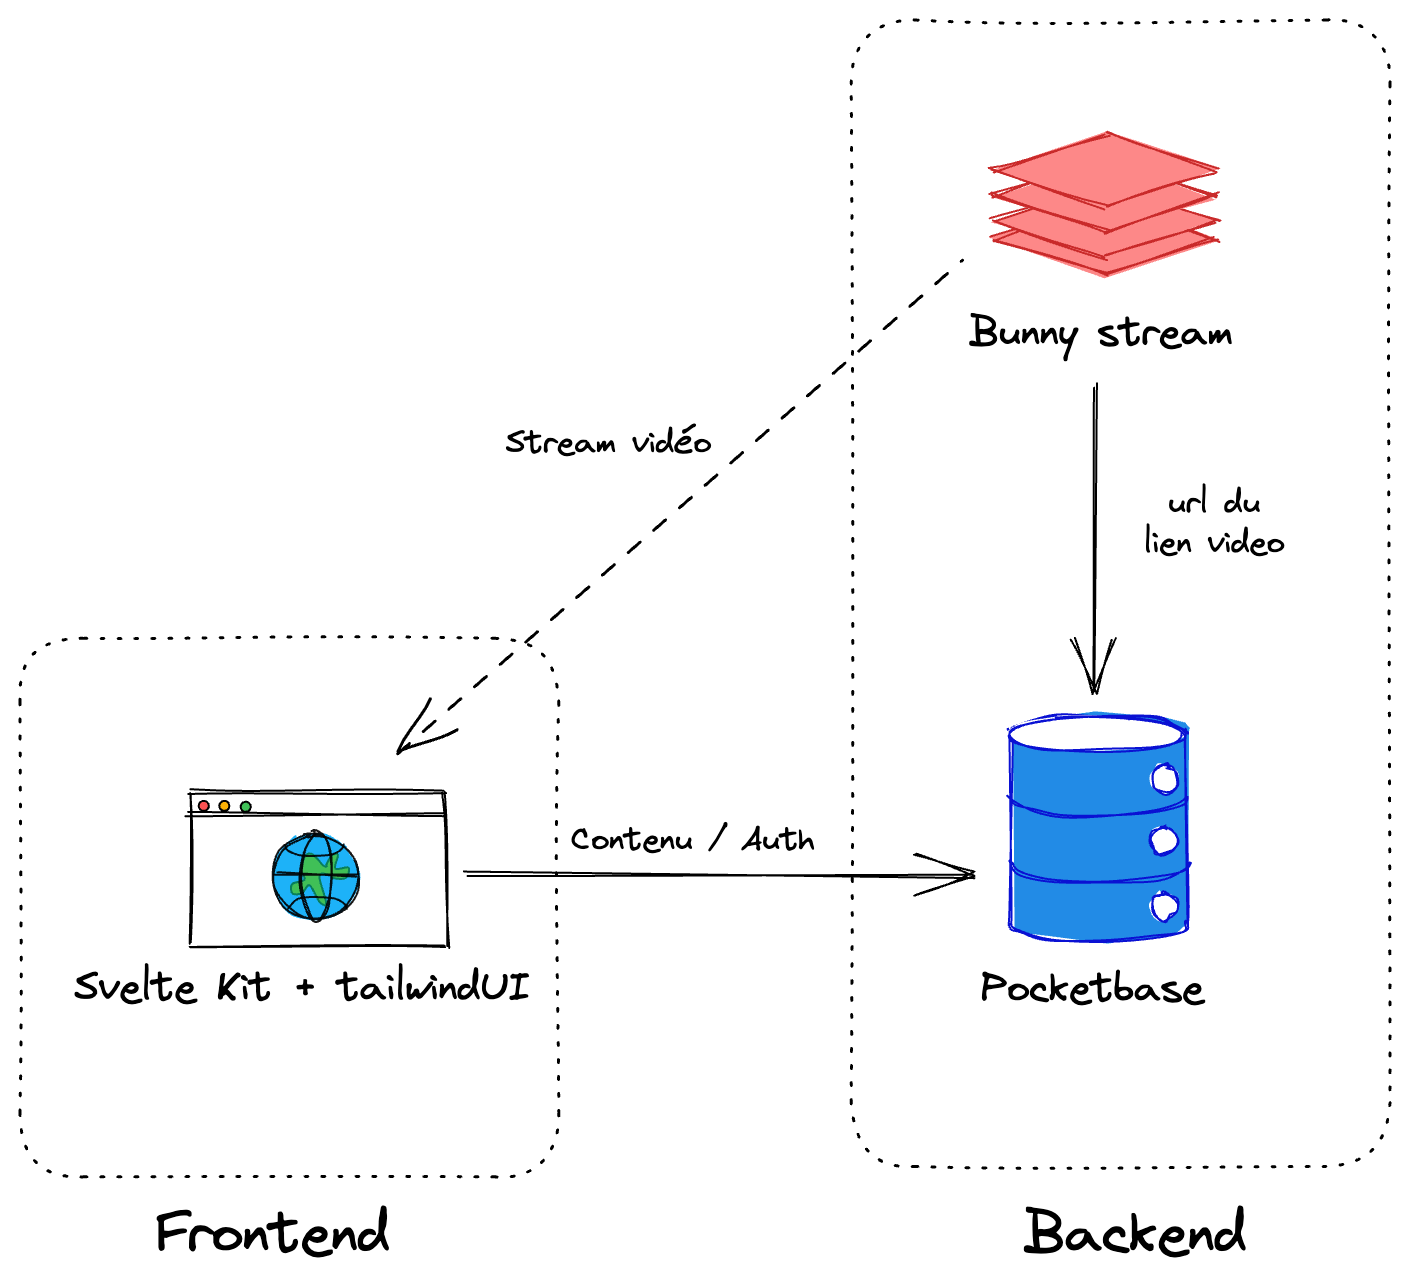 Bunny stream
Stream vidéo
url du
lien video
Contenu / Auth
Svelte Kit + tailwindUI
Pocketbase
Frontend
Backend